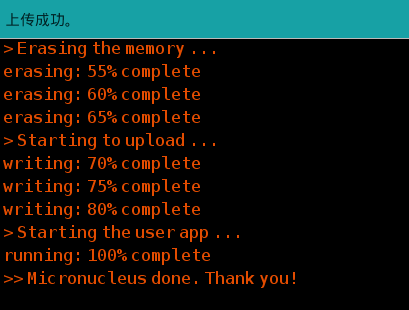 上传成功。
> Erasing the memory ...
erasing: 55% complete
erasing: 60% complete
erasing: 65% complete
> Starting to upload ...
writing: 70% complete
writing: 75% complete
writing: 80% complete
> Starting the user app ...
running: 100% complete
>> Micronucleus done. Thank you!